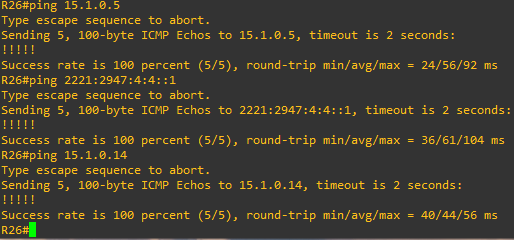 R26#ping 15.1.0.5
Type escape sequence to abort.
Sending 5, 100-byte ICMP Echos to 15.1.0.5, timeout is 2 seconds:
!!!!!
Success rate is 100 percent (5/5), round-trip min/avg/max = 24/56/92 ms
R26#ping 2221:2947:4:4::1
Type escape sequence to abort.
Sending 5, 100-byte ICMP Echos to 2221:2947:4:4::1, timeout is 2 seconds:
!!!!!
Success rate is 100 percent (5/5), round-trip min/avg/max = 36/61/104 ms
R26#ping 15.1.0.14
Type escape sequence to abort.
Sending 5, 100-byte ICMP Echos to 15.1.0.14, timeout is 2 seconds:
!!!!!
Success rate is 100 percent (5/5), round-trip min/avg/max = 40/44/56 ms
R26#